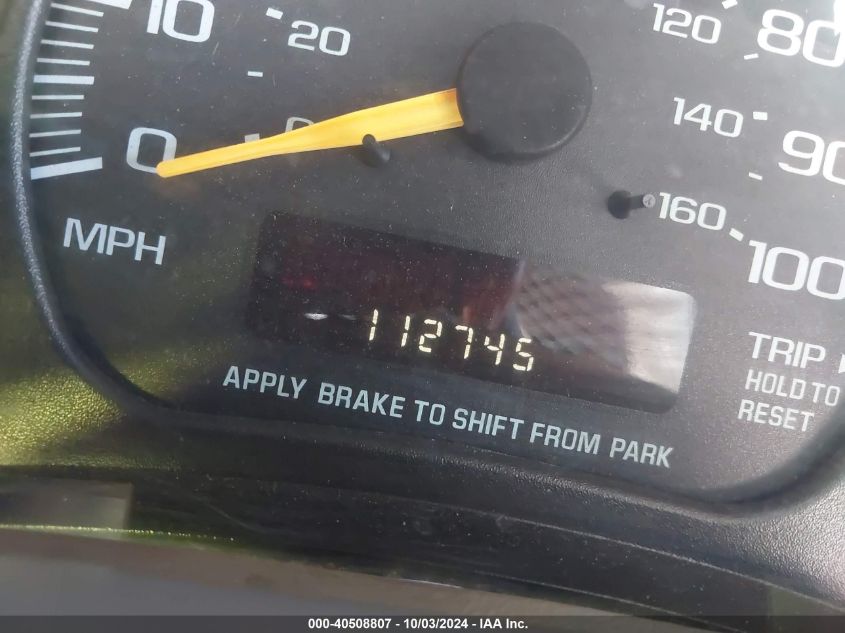 10
20
120
80
0
140
90
160
100
MPH
112745
TRIP
HOLD TO
RESET
APPLY BRAKE TO SHIFT FROM PARK
000-40508807 - 10/03/2024 - IAA Inc.